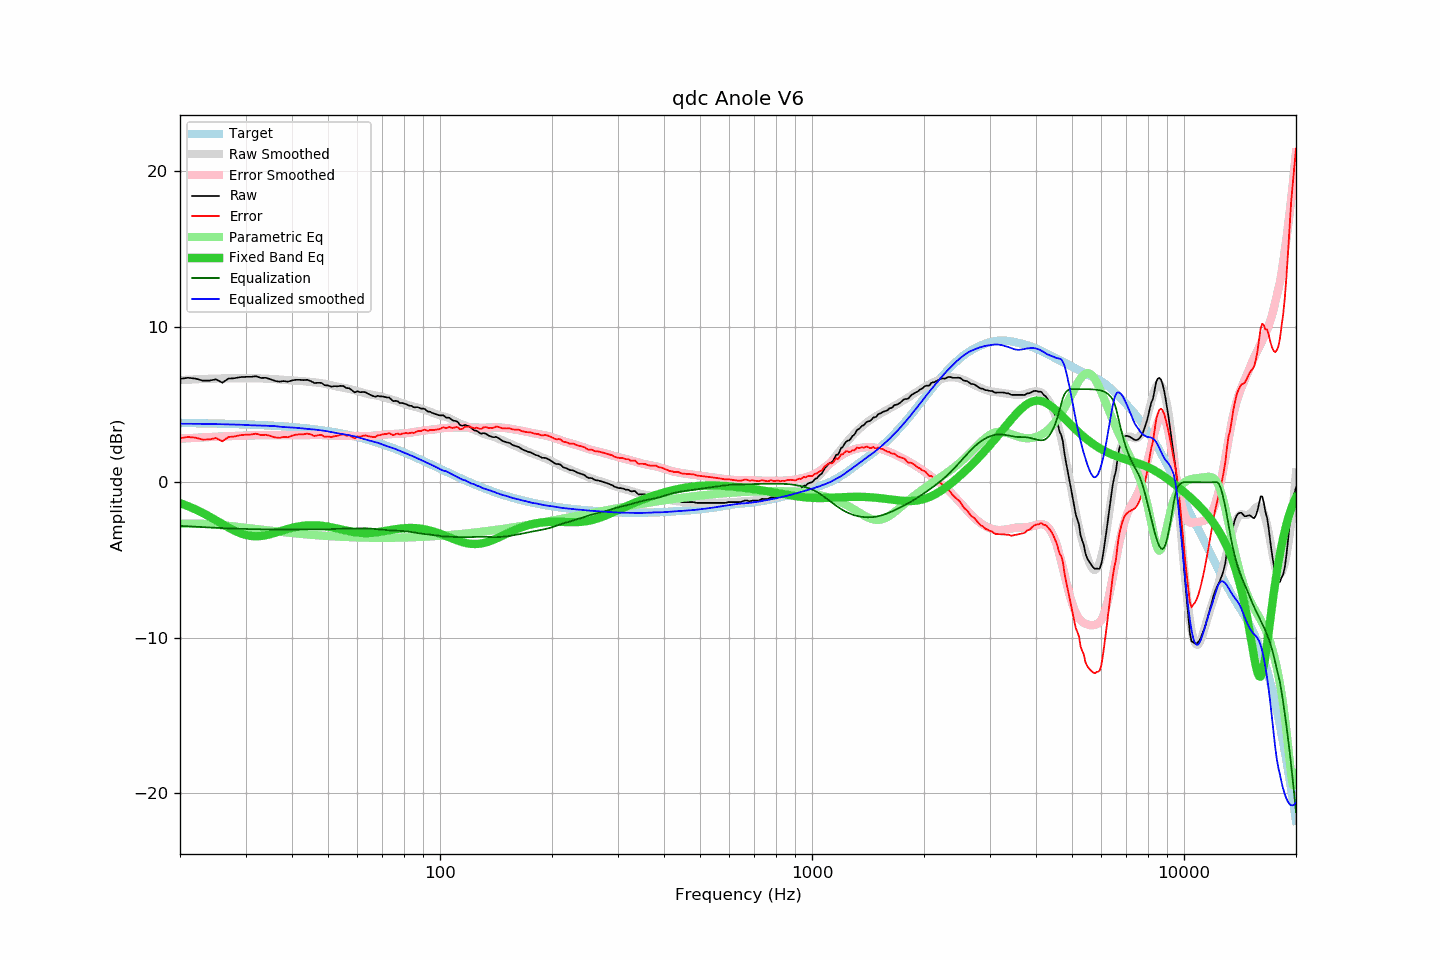 qdc Anole V6
Target
Raw Smoothed
Error Smoothed
Raw
Error
Parametric Eq
Fixed Band Eq
Equalization
Equalized smoothed
20
10
0
−10
−20
Amplitude (dBr)
100
1000
10000
Frequency (Hz)